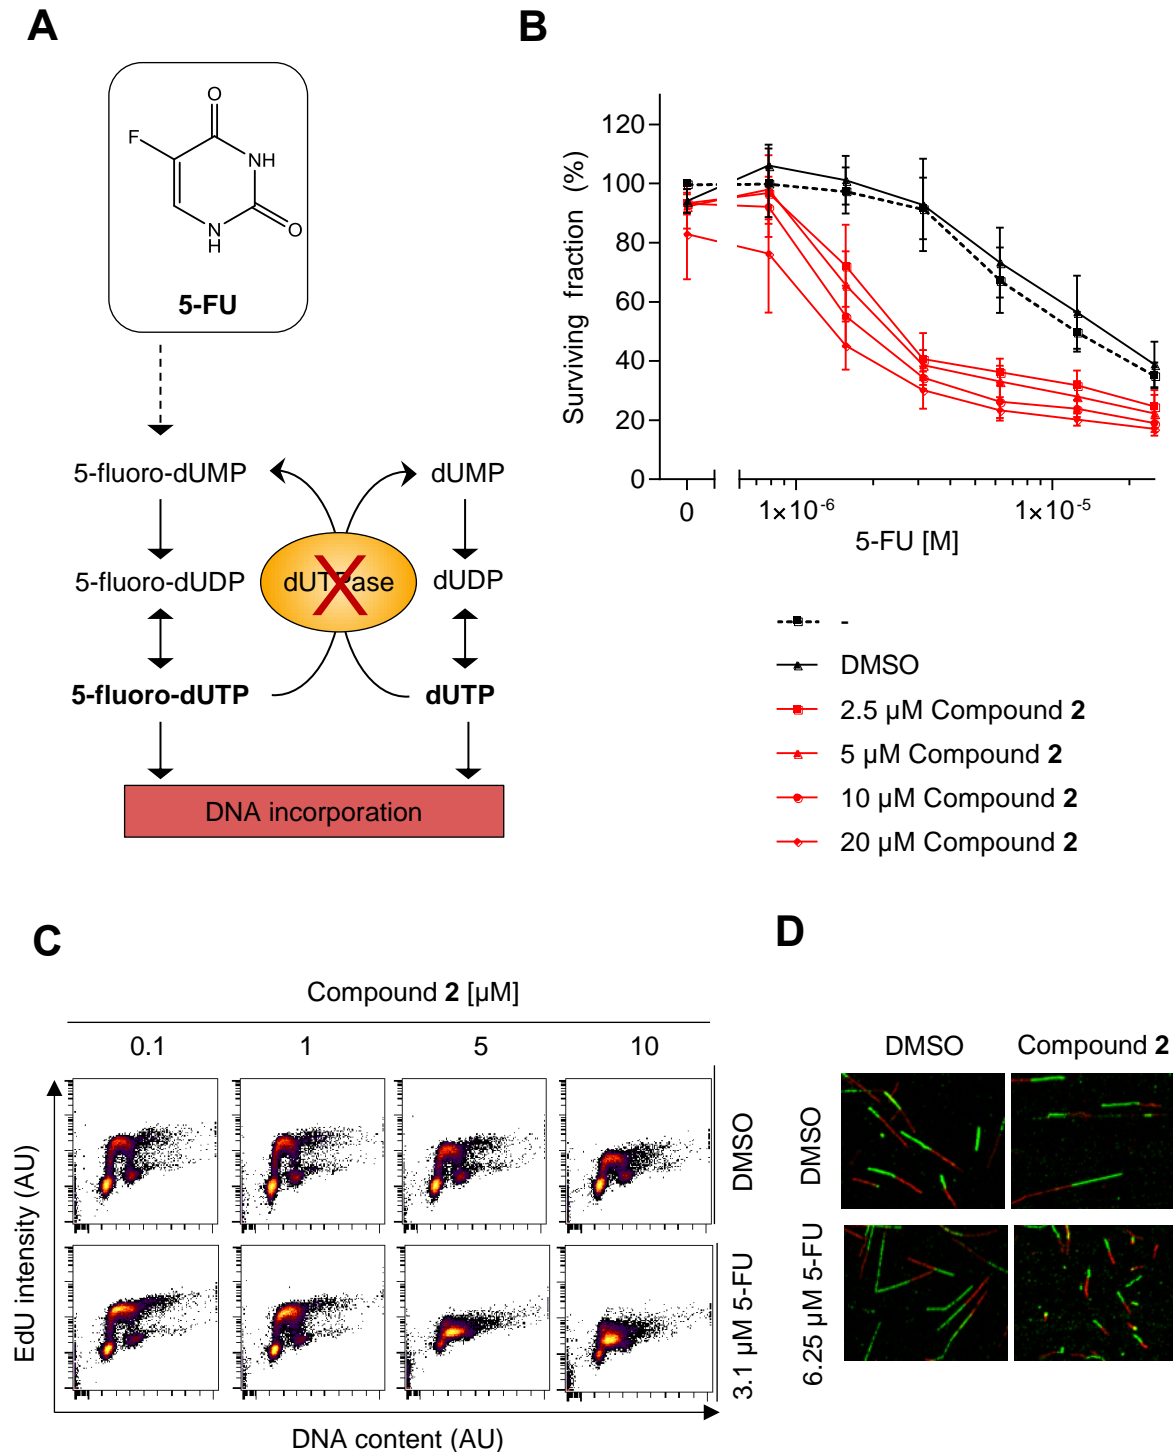 A
B
O
F
NH
N
H
O
5-FU
5-fluoro-dUMP
dUMP
5-fluoro-dUDP
dUTPase
dUDP
5-fluoro-dUTP
dUTP
DNA incorporation
Surviving fraction (%)
120
100
80
60
40
20
0
0
1×10⁻⁶
1×10⁻⁵
5-FU [M]
-
DMSO
2.5 µM Compound 2
5 µM Compound 2
10 µM Compound 2
20 µM Compound 2
C
Compound 2 [µM]
0.1 1 5 10
EdU intensity (AU)
DMSO
3.1 µM 5-FU
DNA content (AU)
D
DMSO Compound 2
DMSO
6.25 µM 5-FU